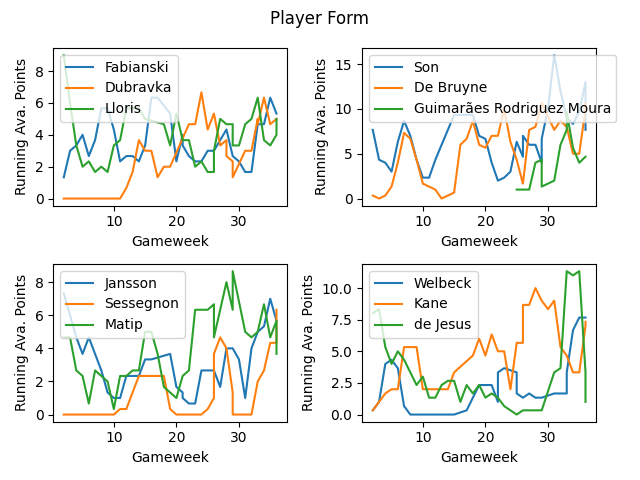 Player Form
Fabianski
Dubravka
Lloris
Running Ava. Points
8
6
4
2
0
10
20
30
Gameweek
Son
De Bruyne
Guimarães Rodriguez Moura
Running Ava. Points
15
10
5
0
10
20
30
Gameweek
Jansson
Sessegnon
Matip
Running Ava. Points
8
6
4
2
0
10
20
30
Gameweek
Welbeck
Kane
de Jesus
Running Ava. Points
10.0
7.5
5.0
2.5
0.0
10
20
30
Gameweek